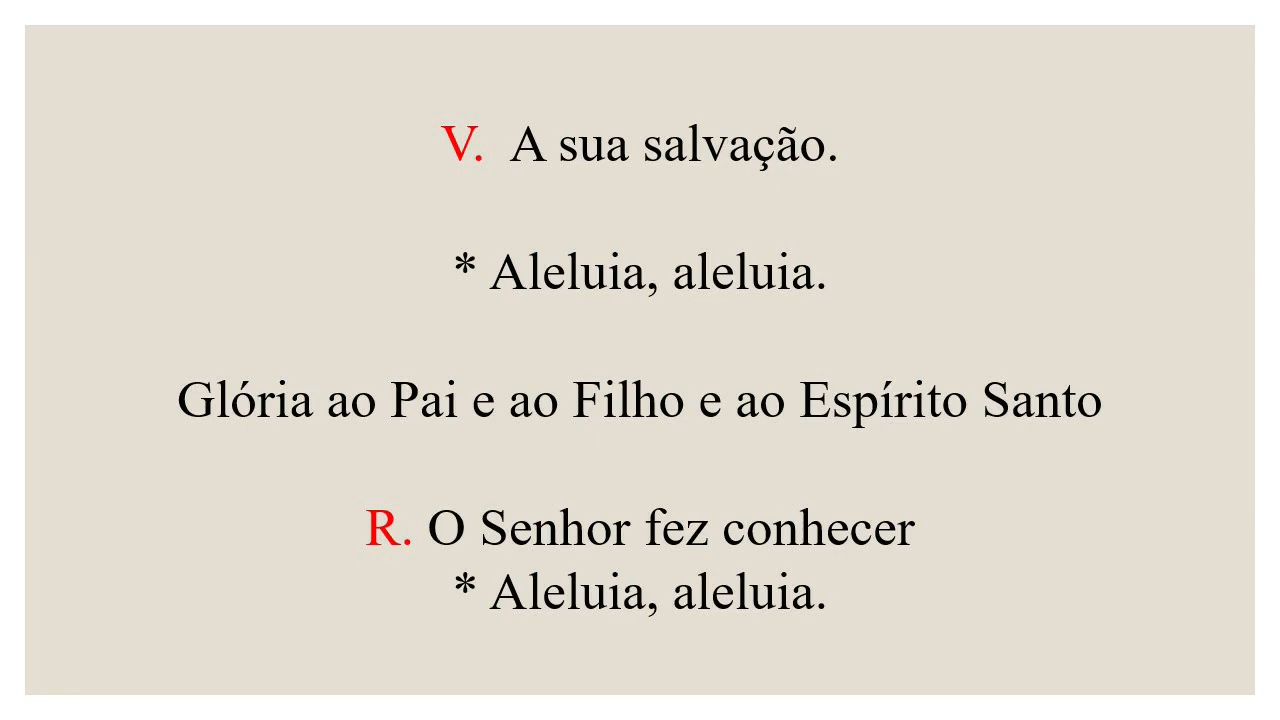 V. A sua salvação.
* Aleluia, aleluia.
Glória ao Pai e ao Filho e ao Espírito Santo
R. O Senhor fez conhecer
* Aleluia, aleluia.